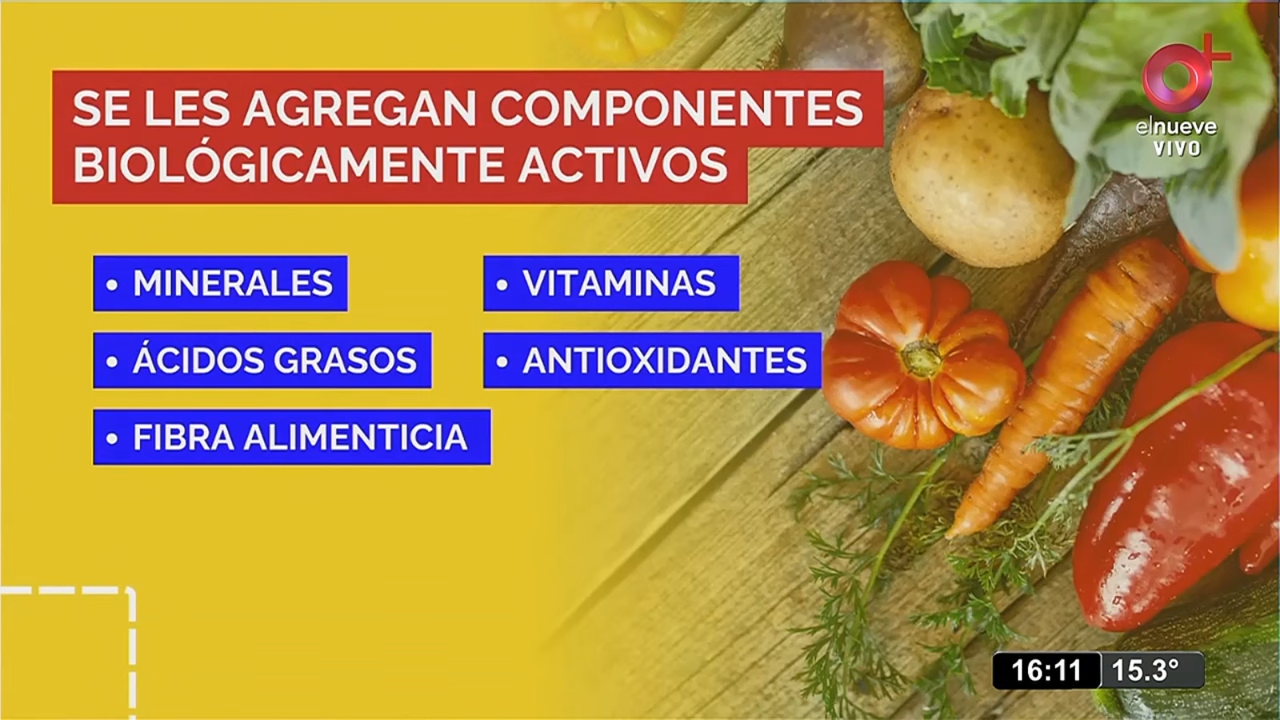 SE LES AGREGAN COMPONENTES
BIOLÓGICAMENTE ACTIVOS
• MINERALES
• VITAMINAS
• ÁCIDOS GRASOS
• ANTIOXIDANTES
• FIBRA ALIMENTICIA
elnueve
VIVO
16:11 15.3°